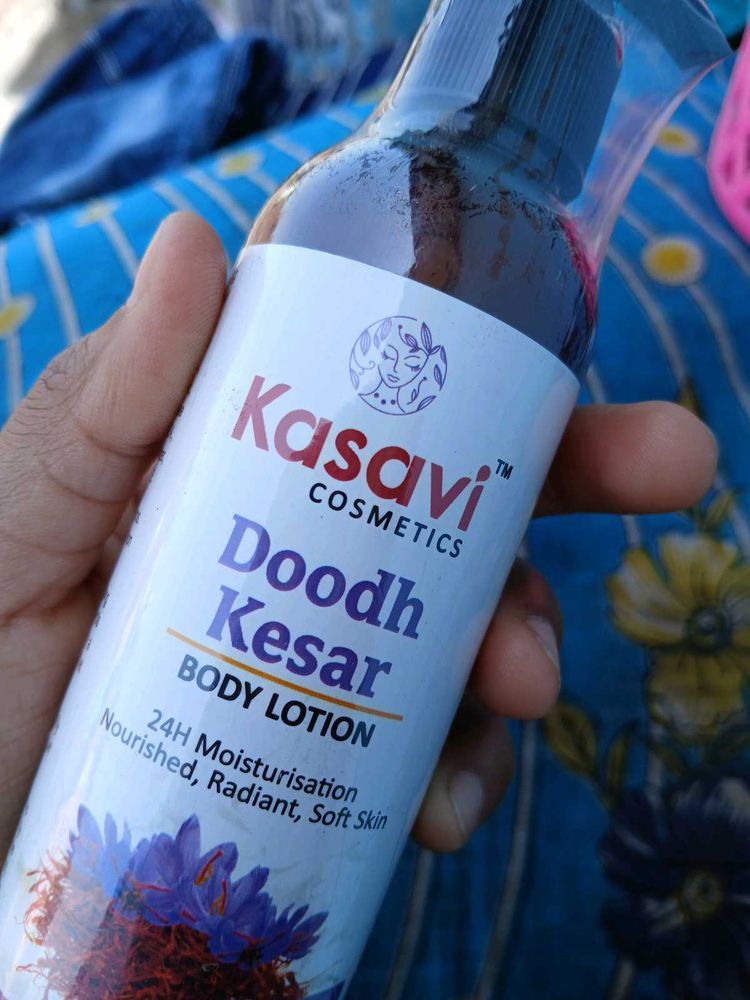 Kasavi™
COSMETICS
Doodh
Kesar
BODY LOTION
24H Moisturisation
Nourished, Radiant, Soft Skin